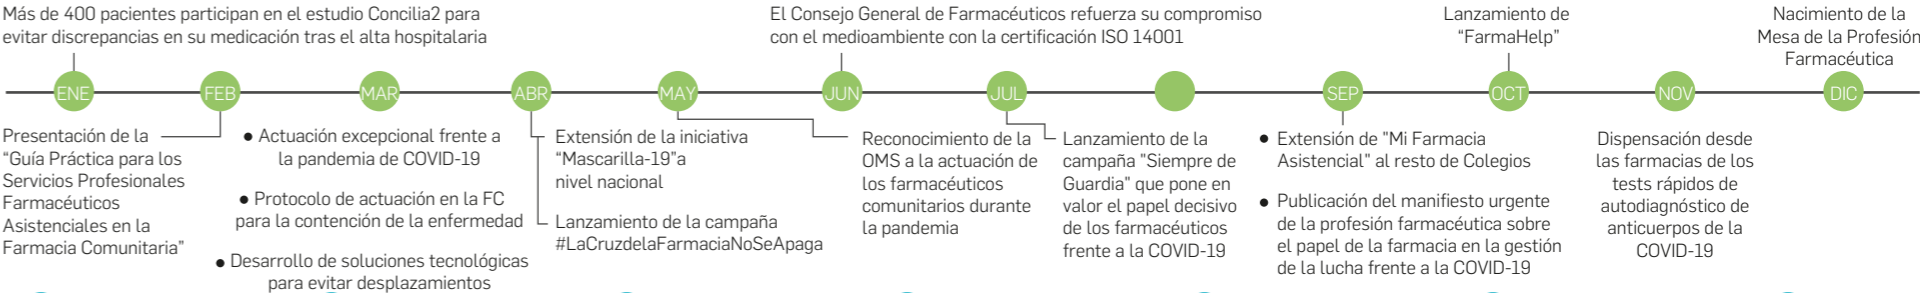 Más de 400 pacientes participan en el estudio Concilia2 para
evitar discrepancias en su medicación tras el alta hospitalaria
El Consejo General de Farmacéuticos refuerza su compromiso
con el medioambiente con la certificación ISO 14001
Lanzamiento de
“FarmaHelp”
Nacimiento de la
Mesa de la Profesión
Farmacéutica
ENE
FEB
MAR
ABR
MAY
JUN
JUL
SEP
OCT
NOV
DIC
Presentación de la
“Guía Práctica para los
Servicios Profesionales
Farmacéuticos
Asistenciales en la
Farmacia Comunitaria”
● Actuación excepcional frente a
la pandemia de COVID-19
● Protocolo de actuación en la FC
para la contención de la enfermedad
● Desarrollo de soluciones tecnológicas
para evitar desplazamientos
Extensión de la iniciativa
“Mascarilla-19”a
nivel nacional
Lanzamiento de la campaña
#LaCruzdelaFarmaciaNoSeApaga
Reconocimiento de la
OMS a la actuación de
los farmacéuticos
comunitarios durante
la pandemia
Lanzamiento de la
campaña "Siempre de
Guardia" que pone en
valor el papel decisivo
de los farmacéuticos
frente a la COVID-19
● Extensión de "Mi Farmacia
Asistencial" al resto de Colegios
● Publicación del manifiesto urgente
de la profesión farmacéutica sobre
el papel de la farmacia en la gestión
de la lucha frente a la COVID-19
Dispensación desde
las farmacias de los
tests rápidos de
autodiagnóstico de
anticuerpos de la
COVID-19